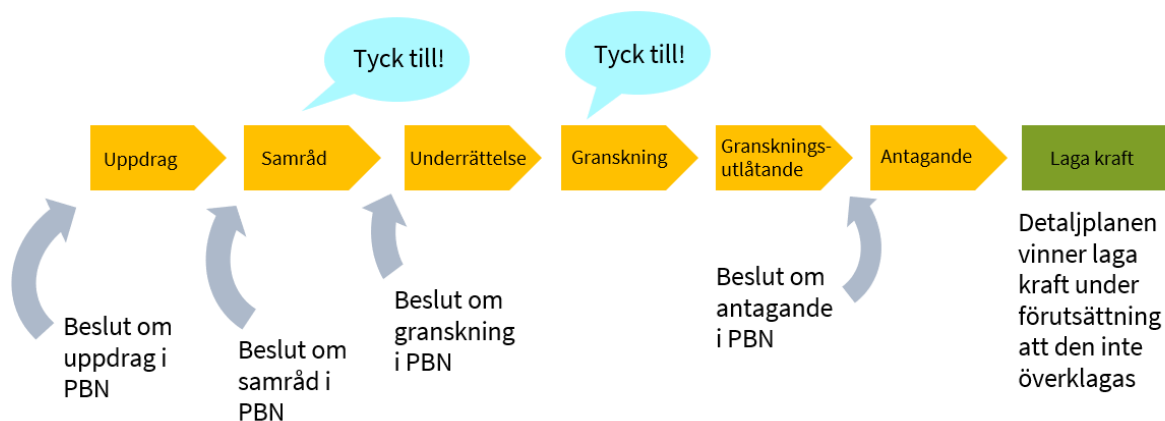 Tyck till!
Tyck till!
Uppdrag
Samråd
Underrättelse
Granskning
Gransknings-
utlåtande
Antagande
Laga kraft
Beslut om
uppdrag i
PBN
Beslut om
samråd i
PBN
Beslut om
granskning
i PBN
Beslut om
antagande
i PBN
Detaljplanen
vinner laga
kraft under
förutsättning
att den inte
överklagas